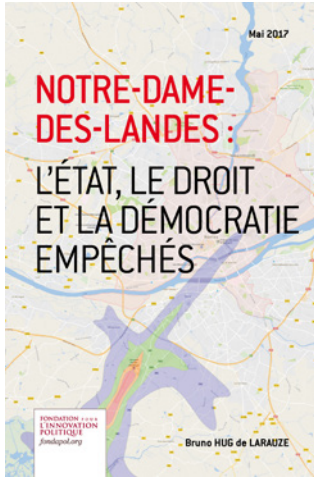 Mai 2017
NOTRE-DAME-
DES-LANDES :
L'ÉTAT, LE DROIT
ET LA DÉMOCRATIE
EMPÊCHÉS
FONDATION POUR
L'INNOVATION
POLITIQUE
fondapol.org
Bruno HUG de LARAUZE